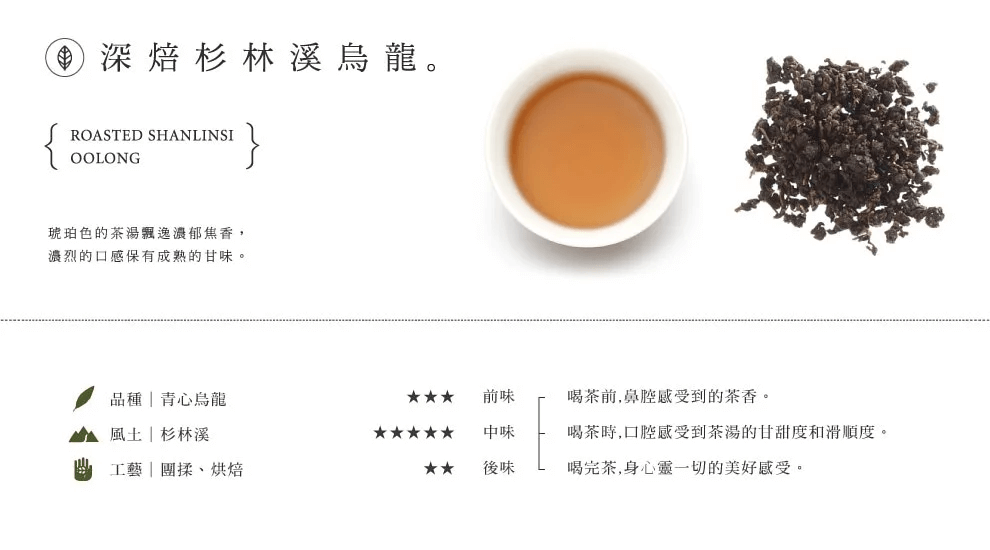 深焙杉林溪烏龍。
ROASTED SHANLINSI
OOLONG
琥珀色的茶湯飄逸濃郁焦香，
濃烈的口感保有成熟的甘味。
品種｜青心烏龍
風土｜杉林溪
工藝｜團揉、烘焙
★★★ 前味 喝茶前,鼻腔感受到的茶香。
★★★★★ 中味 喝茶時,口腔感受到茶湯的甘甜度和滑順度。
★★ 後味 喝完茶,身心靈一切的美好感受。